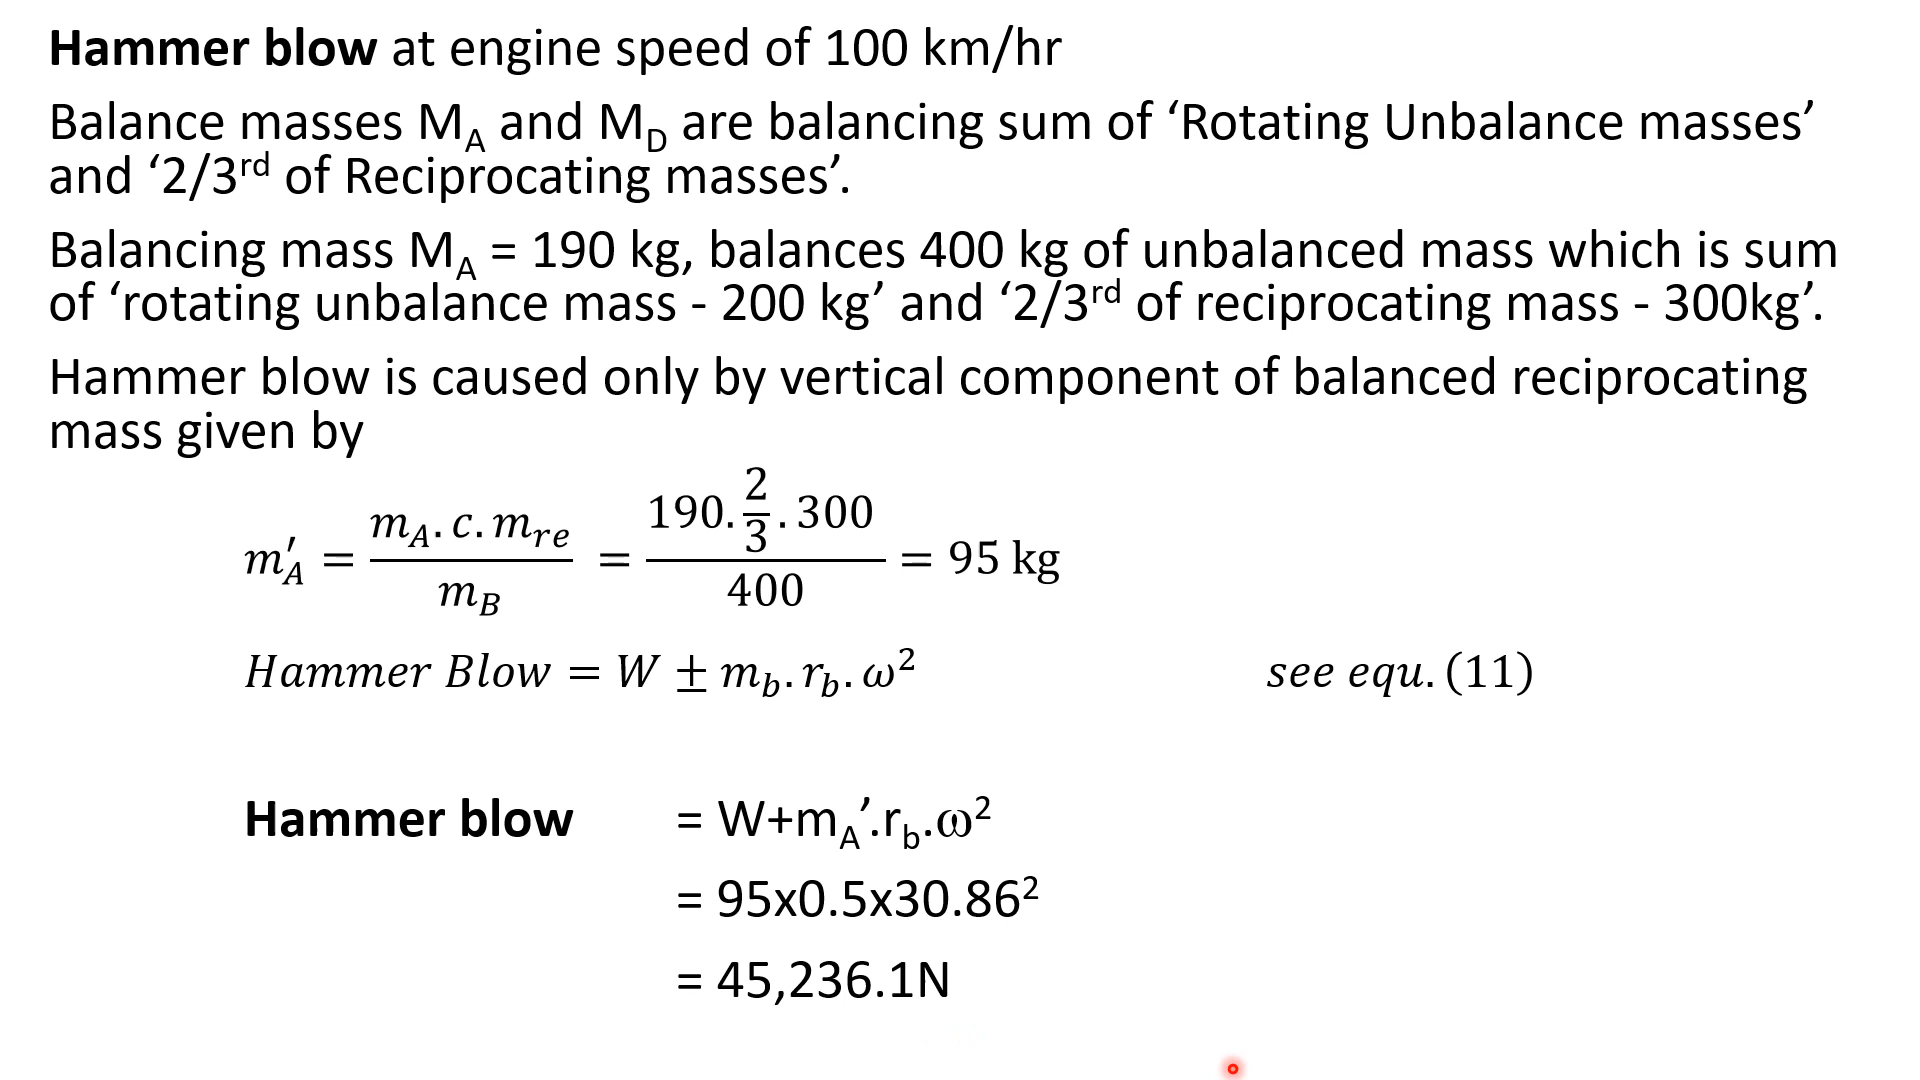 Hammer blow at engine speed of 100 km/hr
Balance masses M_A and M_D are balancing sum of ‘Rotating Unbalance masses’
and ‘2/3^rd of Reciprocating masses’.
Balancing mass M_A = 190 kg, balances 400 kg of unbalanced mass which is sum
of ‘rotating unbalance mass - 200 kg’ and ‘2/3^rd of reciprocating mass - 300kg’.
Hammer blow is caused only by vertical component of balanced reciprocating
mass given by
m′_A = (m_A. c. m_re)/m_B = (190. 2/3 . 300)/400 = 95 kg
Hammer Blow = W ± m_b. r_b. ω² see equ. (11)
Hammer blow = W+m_A’.r_b.ω²
= 95x0.5x30.86²
= 45,236.1N